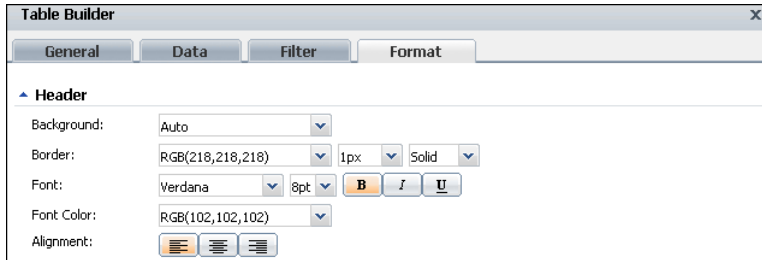 Table Builder x
General Data Filter Format
Header
Background: Auto
Border: RGB(218,218,218) 1px Solid
Font: Verdana 8pt B I U
Font Color: RGB(102,102,102)
Alignment: